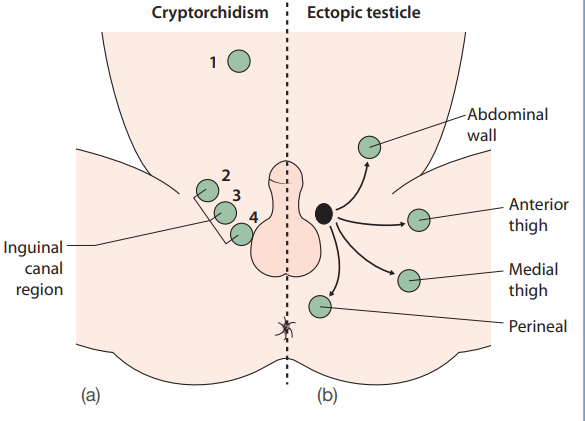 Cryptorchidism
Ectopic testicle
1
2
3
4
Inguinal
canal
region
Abdominal
wall
Anterior
thigh
Medial
thigh
Perineal
(a)
(b)